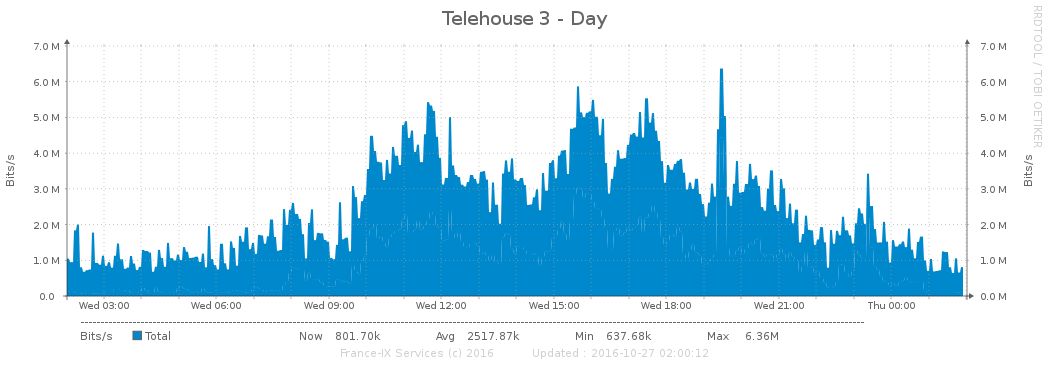 Telehouse 3 - Day
RRDTOOL / TOBI OETIKER
7.0 M 7.0 M
6.0 M 6.0 M
5.0 M 5.0 M
4.0 M 4.0 M
3.0 M 3.0 M
2.0 M 2.0 M
1.0 M 1.0 M
0.0 0.0 M
Bits/s
Bits/s
Wed 03:00 Wed 06:00 Wed 09:00 Wed 12:00 Wed 15:00 Wed 18:00 Wed 21:00 Thu 00:00
Bits/s Total Now 801.70k Avg 2517.87k Min 637.68k Max 6.36M
France-IX Services (c) 2016 Updated : 2016-10-27 02:00:12